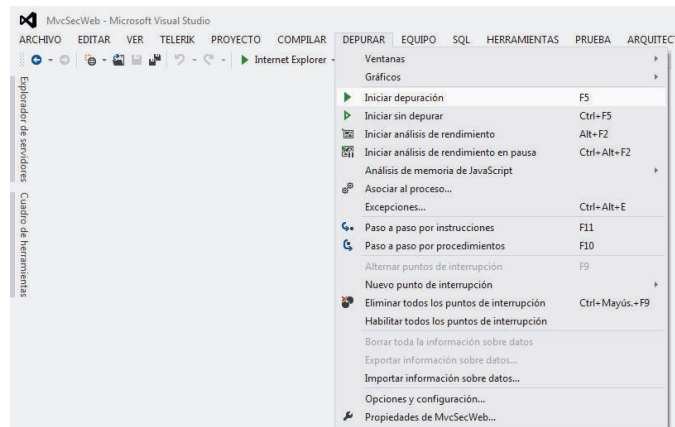 MvcSecWeb - Microsoft Visual Studio
ARCHIVO EDITAR VER TELERIK PROYECTO COMPILAR DEPURAR EQUIPO SQL HERRAMIENTAS PRUEBA ARQUITEC
Internet Explorer
Explorador de servidores
Cuadro de herramientas
Ventanas
Gráficos
Iniciar depuración F5
Iniciar sin depurar Ctrl+F5
Iniciar análisis de rendimiento Alt+F2
Iniciar análisis de rendimiento en pausa Ctrl+Alt+F2
Análisis de memoria de JavaScript
Asociar al proceso...
Excepciones... Ctrl+Alt+E
Paso a paso por instrucciones F11
Paso a paso por procedimientos F10
Alternar puntos de interrupción F9
Nuevo punto de interrupción
Eliminar todos los puntos de interrupción Ctrl+Mayús.+F9
Habilitar todos los puntos de interrupción
Borrar toda la información sobre datos
Exportar información sobre datos...
Importar información sobre datos...
Opciones y configuración...
Propiedades de MvcSecWeb...